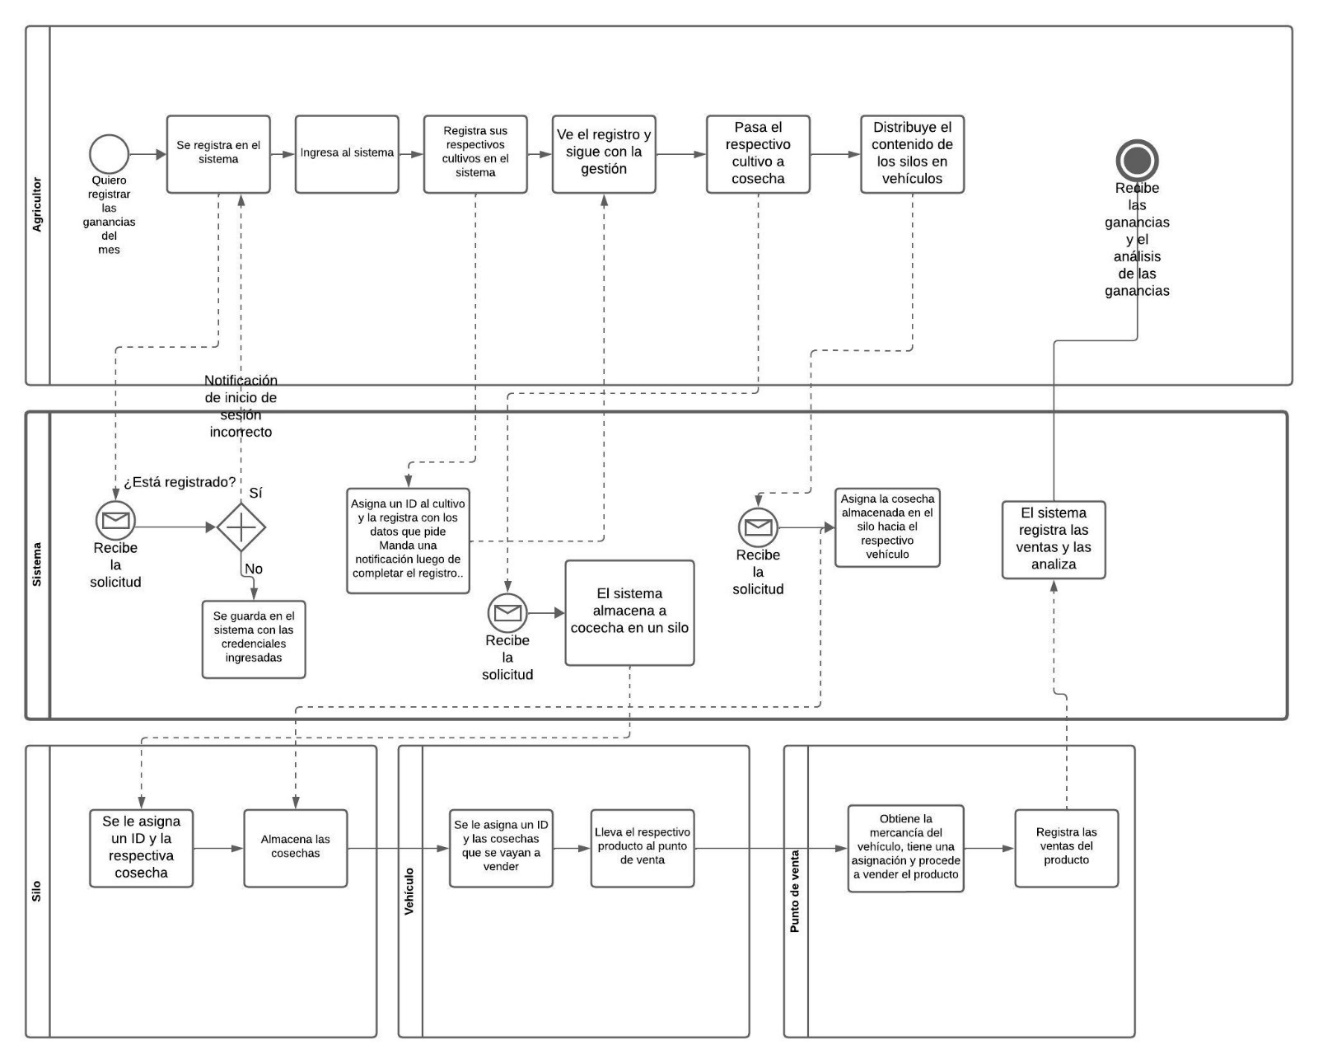 Agricultor
Quiero
registrar
las
ganancias
del
mes
Se registra en el
sistema
Ingresa al sistema
Registra sus
respectivos
cultivos en el
sistema
Ve el registro y
sigue con la
gestión
Pasa el
respectivo
cultivo a
cosecha
Distribuye el
contenido de
los silos en
vehículos
Recibe
las
ganancias
y el
análisis
de las
ganancias
Notificación
de inicio de
sesión
incorrecto
Sistema
¿Está registrado?
Sí
No
Recibe
la
solicitud
Se guarda en el
sistema con las
credenciales
ingresadas
Asigna un ID al cultivo
y la registra con los
datos que pide
Manda una
notificación luego de
completar el registro..
Recibe
la
solicitud
El sistema
almacena a
cocecha en un silo
Recibe
la
solicitud
Asigna la cosecha
almacenada en el
silo hacia el
respectivo
vehículo
El sistema
registra las
ventas y las
analiza
Silo
Se le asigna
un ID y la
respectiva
cosecha
Almacena las
cosechas
Vehículo
Se le asigna un ID
y las cosechas
que se vayan a
vender
Lleva el respectivo
producto al punto
de venta
Punto de venta
Obtiene la
mercancía del
vehículo, tiene una
asignación y procede
a vender el producto
Registra las
ventas del
producto